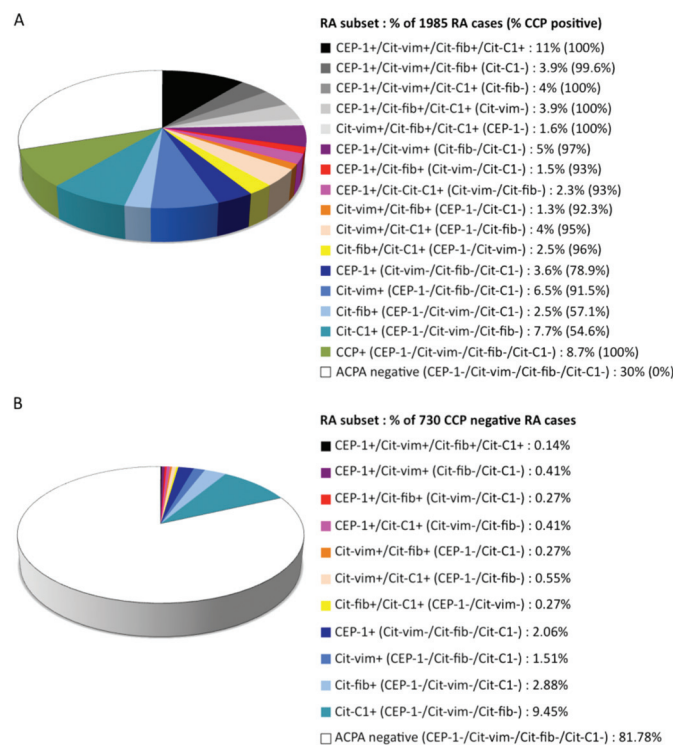 A
RA subset : % of 1985 RA cases (% CCP positive)
CEP-1+/Cit-vim+/Cit-fib+/Cit-C1+ : 11% (100%)
CEP-1+/Cit-vim+/Cit-fib+ (Cit-C1-) : 3.9% (99.6%)
CEP-1+/Cit-vim+/Cit-C1+ (Cit-fib-) : 4% (100%)
CEP-1+/Cit-fib+/Cit-C1+ (Cit-vim-) : 3.9% (100%)
Cit-vim+/Cit-fib+/Cit-C1+ (CEP-1-) : 1.6% (100%)
CEP-1+/Cit-vim+ (Cit-fib-/Cit-C1-) : 5% (97%)
CEP-1+/Cit-fib+ (Cit-vim-/Cit-C1-) : 1.5% (93%)
CEP-1+/Cit-Cit-C1+ (Cit-vim-/Cit-fib-) : 2.3% (93%)
Cit-vim+/Cit-fib+ (CEP-1-/Cit-C1-) : 1.3% (92.3%)
Cit-vim+/Cit-C1+ (CEP-1-/Cit-fib-) : 4% (95%)
Cit-fib+/Cit-C1+ (CEP-1-/Cit-vim-) : 2.5% (96%)
CEP-1+ (Cit-vim-/Cit-fib-/Cit-C1-) : 3.6% (78.9%)
Cit-vim+ (CEP-1-/Cit-fib-/Cit-C1-) : 6.5% (91.5%)
Cit-fib+ (CEP-1-/Cit-vim-/Cit-C1-) : 2.5% (57.1%)
Cit-C1+ (CEP-1-/Cit-vim-/Cit-fib-) : 7.7% (54.6%)
CCP+ (CEP-1-/Cit-vim-/Cit-fib-/Cit-C1-) : 8.7% (100%)
ACPA negative (CEP-1-/Cit-vim-/Cit-fib-/Cit-C1-) : 30% (0%)
B
RA subset : % of 730 CCP negative RA cases
CEP-1+/Cit-vim+/Cit-fib+/Cit-C1+ : 0.14%
CEP-1+/Cit-vim+ (Cit-fib-/Cit-C1-) : 0.41%
CEP-1+/Cit-fib+ (Cit-vim-/Cit-C1-) : 0.27%
CEP-1+/Cit-C1+ (Cit-vim-/Cit-fib-) : 0.41%
Cit-vim+/Cit-fib+ (CEP-1-/Cit-C1-) : 0.27%
Cit-vim+/Cit-C1+ (CEP-1-/Cit-fib-) : 0.55%
Cit-fib+/Cit-C1+ (CEP-1-/Cit-vim-) : 0.27%
CEP-1+ (Cit-vim-/Cit-fib-/Cit-C1-) : 2.06%
Cit-vim+ (CEP-1-/Cit-fib-/Cit-C1-) : 1.51%
Cit-fib+ (CEP-1-/Cit-vim-/Cit-C1-) : 2.88%
Cit-C1+ (CEP-1-/Cit-vim-/Cit-fib-) : 9.45%
ACPA negative (CEP-1-/Cit-vim-/Cit-fib-/Cit-C1-) : 81.78%